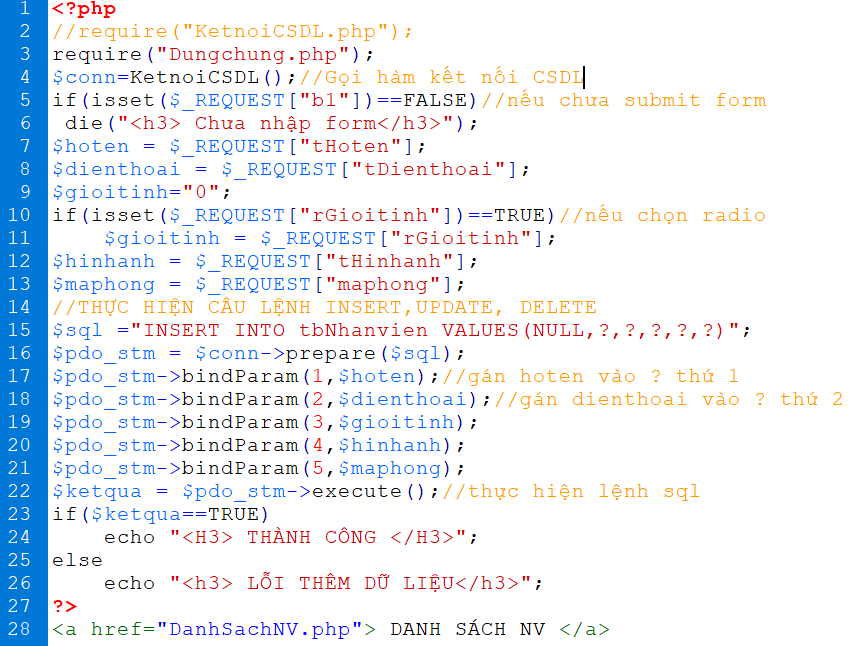 1 <?php
2 //require("KetnoiCSDL.php");
3 require("Dungchung.php");
4 $conn=KetnoiCSDL();//Gọi hàm kết nối CSDL
5 if(isset($_REQUEST["b1"])==FALSE)//nếu chưa submit form
6  die("<h3> Chưa nhập form</h3>");
7 $hoten = $_REQUEST["tHoten"];
8 $dienthoai = $_REQUEST["tDienthoai"];
9 $gioitinh="0";
10 if(isset($_REQUEST["rGioitinh"])==TRUE)//nếu chọn radio
11     $gioitinh = $_REQUEST["rGioitinh"];
12 $hinhanh = $_REQUEST["tHinhanh"];
13 $maphong = $_REQUEST["maphong"];
14 //THỰC HIỆN CÂU LỆNH INSERT,UPDATE, DELETE
15 $sql ="INSERT INTO tbNhanvien VALUES(NULL,?,?,?,?,?)";
16 $pdo_stm = $conn->prepare($sql);
17 $pdo_stm->bindParam(1,$hoten);//gán hoten vào ? thứ 1
18 $pdo_stm->bindParam(2,$dienthoai);//gán dienthoai vào ? thứ 2
19 $pdo_stm->bindParam(3,$gioitinh);
20 $pdo_stm->bindParam(4,$hinhanh);
21 $pdo_stm->bindParam(5,$maphong);
22 $ketqua = $pdo_stm->execute();//thực hiện lệnh sql
23 if($ketqua==TRUE)
24     echo "<H3> THÀNH CÔNG </H3>";
25 else
26     echo "<h3> LỖI THÊM DỮ LIỆU</h3>";
27 ?>
28 <a href="DanhSachNV.php"> DANH SÁCH NV </a>